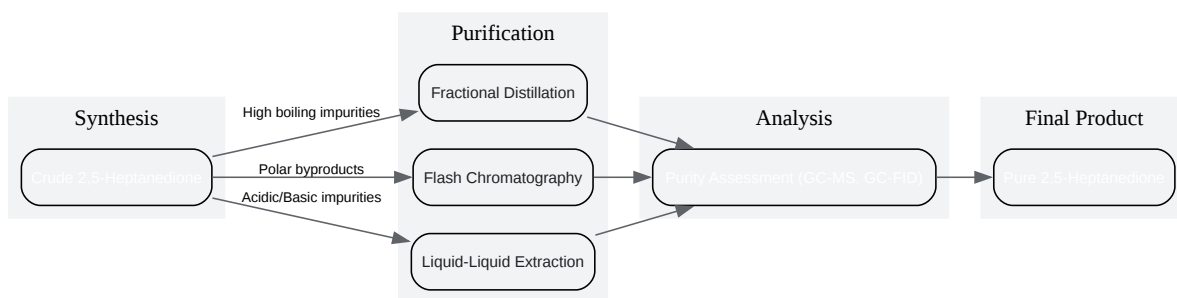 Synthesis
Crude 2,5-Heptanedione
High boiling impurities
Polar byproducts
Acidic/Basic impurities
Purification
Fractional Distillation
Flash Chromatography
Liquid-Liquid Extraction
Analysis
Purity Assessment (GC-MS, GC-FID)
Final Product
Pure 2,5-Heptanedione